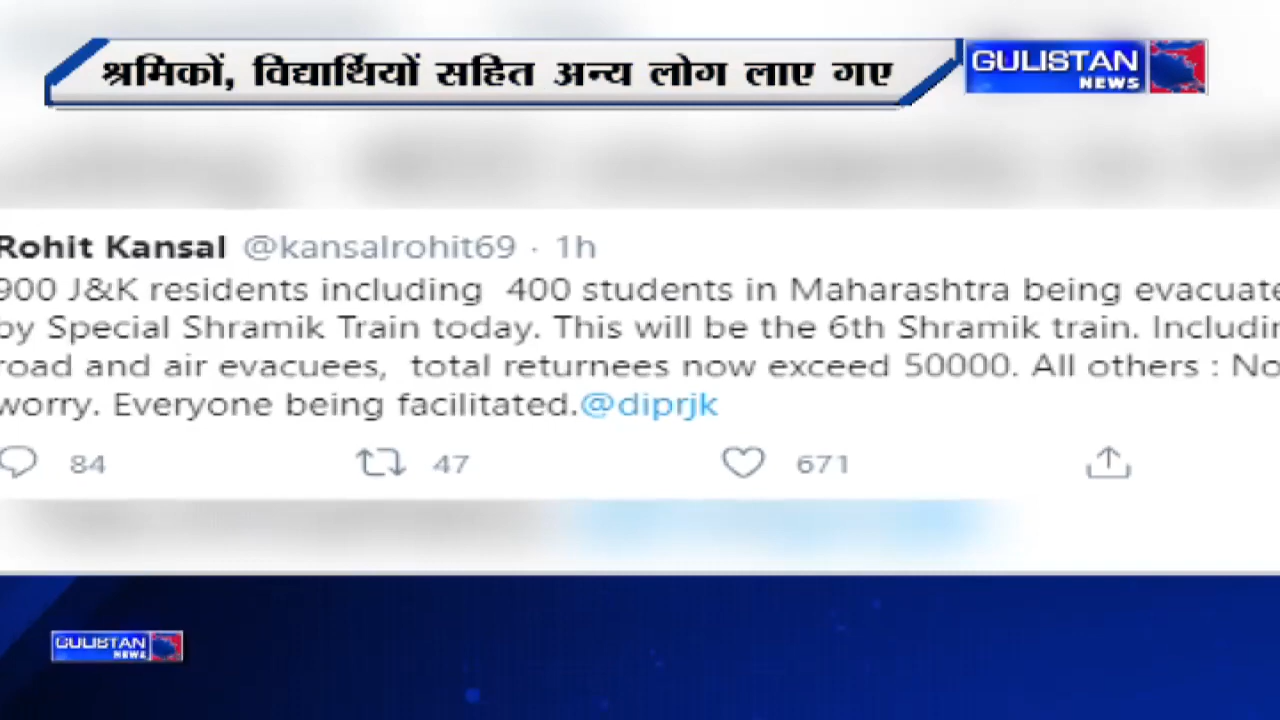 श्रमिकों, विद्यार्थियों सहित अन्य लोग लाए गए
GULISTAN
NEWS
Rohit Kansal @kansalrohit69 · 1h
900 J&K residents including 400 students in Maharashtra being evacuate
by Special Shramik Train today. This will be the 6th Shramik train. Includin
road and air evacuees, total returnees now exceed 50000. All others : No
worry. Everyone being facilitated.@diprjk
84 47 671
GULISTAN
NEWS